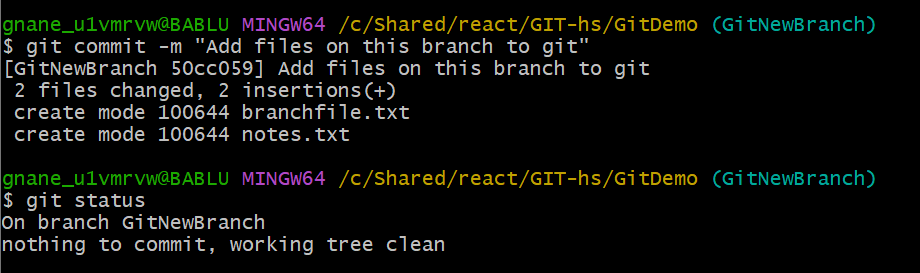 gnane_u1vmrvw@BABLU MINGW64 /c/Shared/react/GIT-hs/GitDemo (GitNewBranch)
$ git commit -m "Add files on this branch to git"
[GitNewBranch 50cc059] Add files on this branch to git
 2 files changed, 2 insertions(+)
 create mode 100644 branchfile.txt
 create mode 100644 notes.txt
gnane_u1vmrvw@BABLU MINGW64 /c/Shared/react/GIT-hs/GitDemo (GitNewBranch)
$ git status
On branch GitNewBranch
nothing to commit, working tree clean